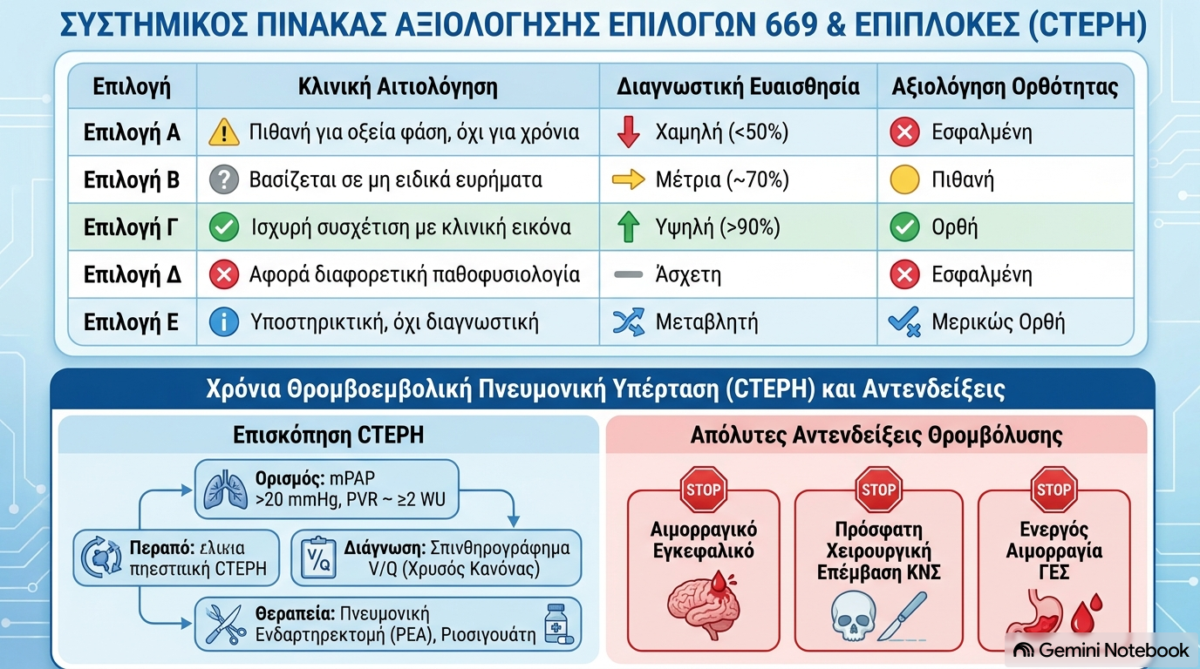 ΣΥΣΤΗΜΙΚΟΣ ΠΙΝΑΚΑΣ ΑΞΙΟΛΟΓΗΣΗΣ ΕΠΙΛΟΓΩΝ 669 & ΕΠΙΠΛΟΚΕΣ (CTEPH)
Επιλογή Κλινική Αιτιολόγηση Διαγνωστική Ευαισθησία Αξιολόγηση Ορθότητας
Επιλογή Α Πιθανή για οξεία φάση, όχι για χρόνια Χαμηλή (<50%) Εσφαλμένη
Επιλογή Β Βασίζεται σε μη ειδικά ευρήματα Μέτρια (~70%) Πιθανή
Επιλογή Γ Ισχυρή συσχέτιση με κλινική εικόνα Υψηλή (>90%) Ορθή
Επιλογή Δ Αφορά διαφορετική παθοφυσιολογία Άσχετη Εσφαλμένη
Επιλογή Ε Υποστηρικτική, όχι διαγνωστική Μεταβλητή Μερικώς Ορθή
Χρόνια Θρομβοεμβολική Πνευμονική Υπέρταση (CTEPH) και Αντενδείξεις
Επισκόπηση CTEPH
Ορισμός: mPAP
>20 mmHg, PVR ~ ≥2 WU
Περαπό:
CTEPH
V/Q
Διάγνωση: Σπινθηρογράφημα
V/Q (Χρυσός Κανόνας)
Θεραπεία: Πνευμονική
Ενδαρτηρεκτομή (PEA), Ριοσιγουάτη
Απόλυτες Αντενδείξεις Θρομβόλυσης
STOP
Αιμορραγικό
Εγκεφαλικό
STOP
Πρόσφατη
Χειρουργική
Επέμβαση ΚΝΣ
STOP
Ενεργός
Αιμορραγία
ΓΕΣ
Gemini Notebook